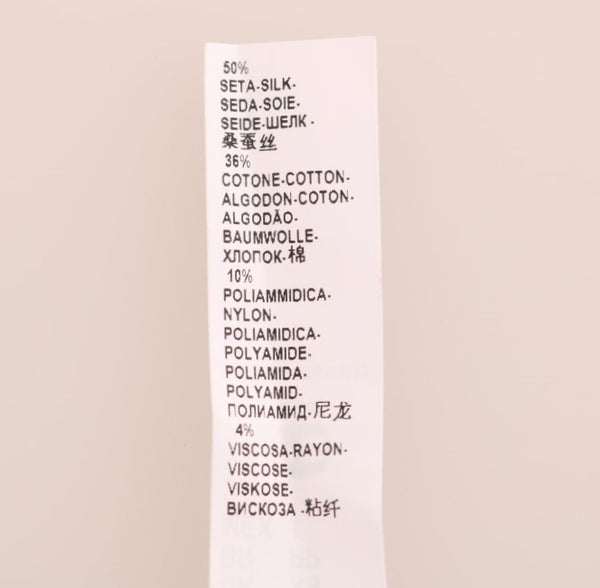 50%
SETA-SILK-
SEDA-SOIE-
SEIDE-ШЕЛК-
桑蚕丝
36%
COTONE-COTTON-
ALGODON-COTON-
ALGODÃO-
BAUMWOLLE-
ХЛОПОК-棉
10%
POLIAMMIDICA-
NYLON-
POLIAMIDICA-
POLYAMIDE-
POLIAMIDA-
POLYAMID-
ПОЛИАМИД-尼龙
4%
VISCOSA-RAYON-
VISCOSE-
VISKOSE-
ВИСКОЗА -粘纤